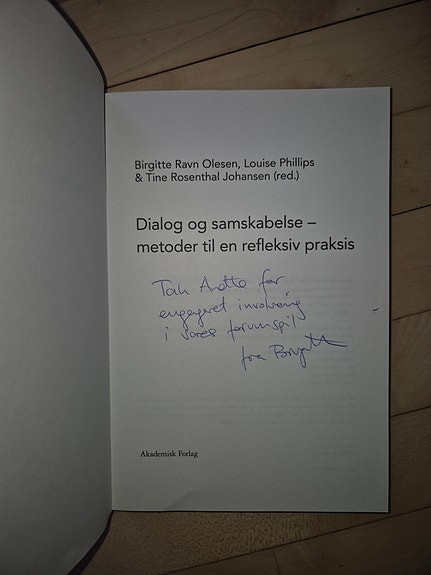 Birgitte Ravn Olesen, Louise Phillips
& Tine Rosenthal Johansen (red.)
Dialog og samskabelse –
metoder til en refleksiv praksis
Tak for
engageret involvering
i vores forumspil
fra Birgitte
Akademisk Forlag